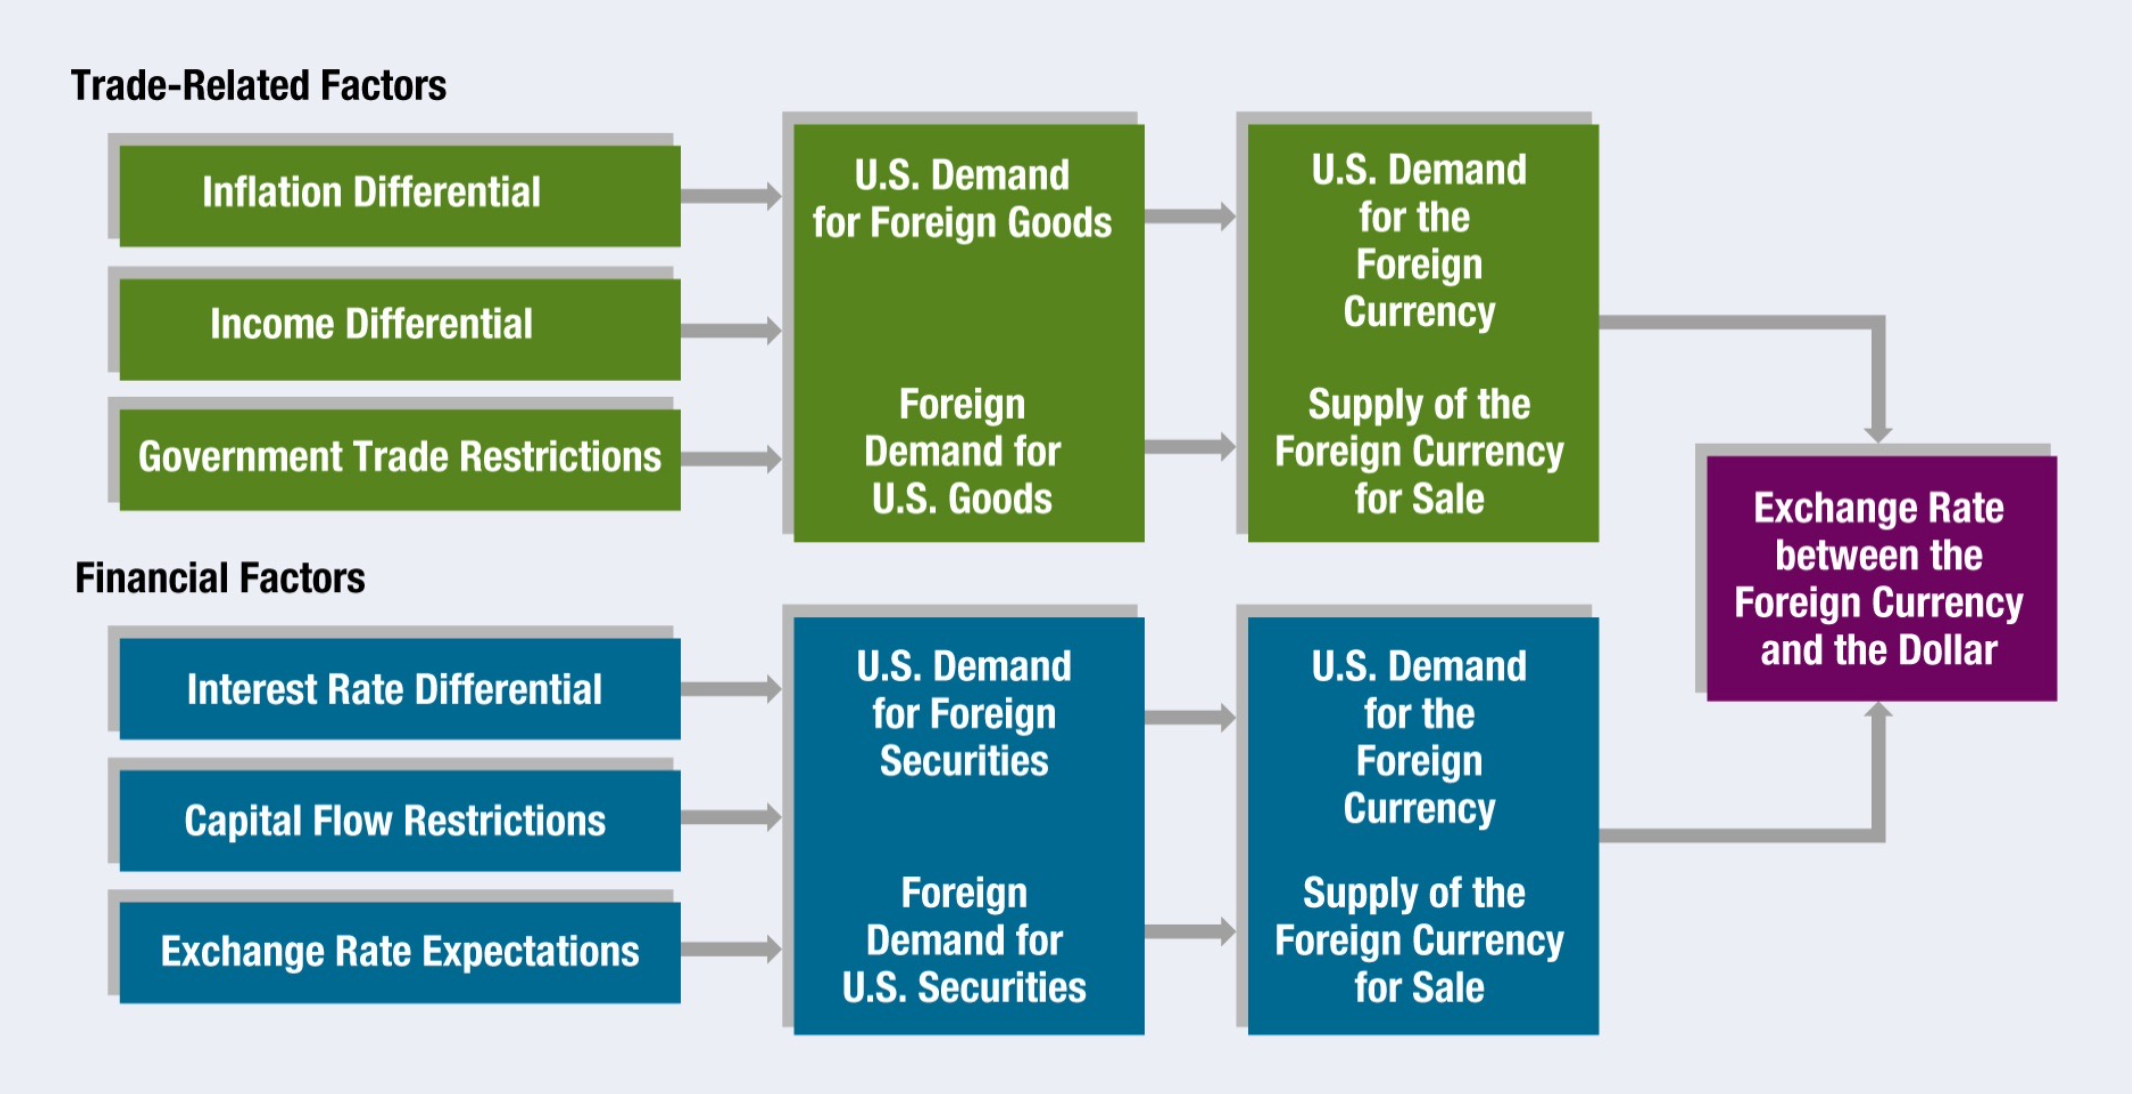 Trade-Related Factors
Inflation Differential
Income Differential
Government Trade Restrictions
U.S. Demand
for Foreign Goods
Foreign
Demand for
U.S. Goods
U.S. Demand
for the
Foreign
Currency
Supply of the
Foreign Currency
for Sale
Financial Factors
Interest Rate Differential
Capital Flow Restrictions
Exchange Rate Expectations
U.S. Demand
for Foreign
Securities
Foreign
Demand for
U.S. Securities
U.S. Demand
for the
Foreign
Currency
Supply of the
Foreign Currency
for Sale
Exchange Rate
between the
Foreign Currency
and the Dollar